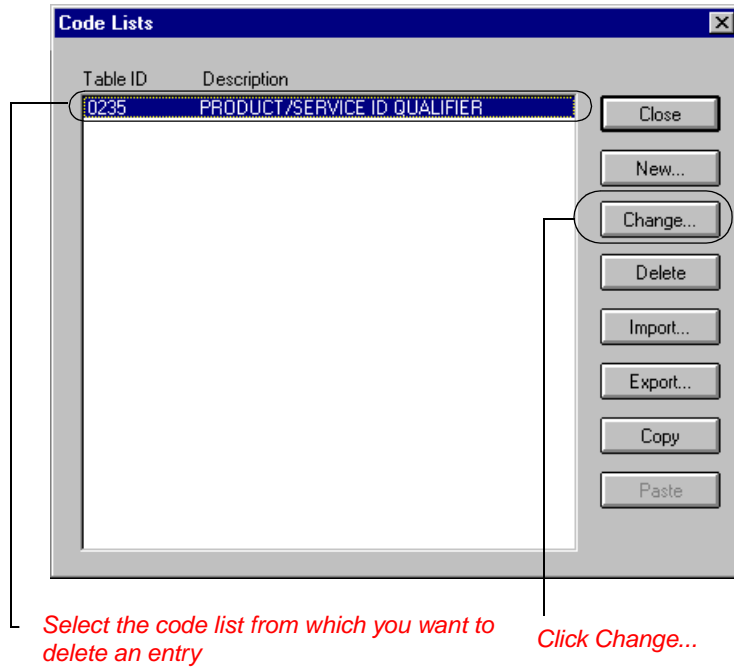 Code Lists
Table ID Description
0235 PRODUCT/SERVICE ID QUALIFIER
Close
New...
Change...
Delete
Import...
Export...
Copy
Paste
Select the code list from which you want to
delete an entry
Click Change...